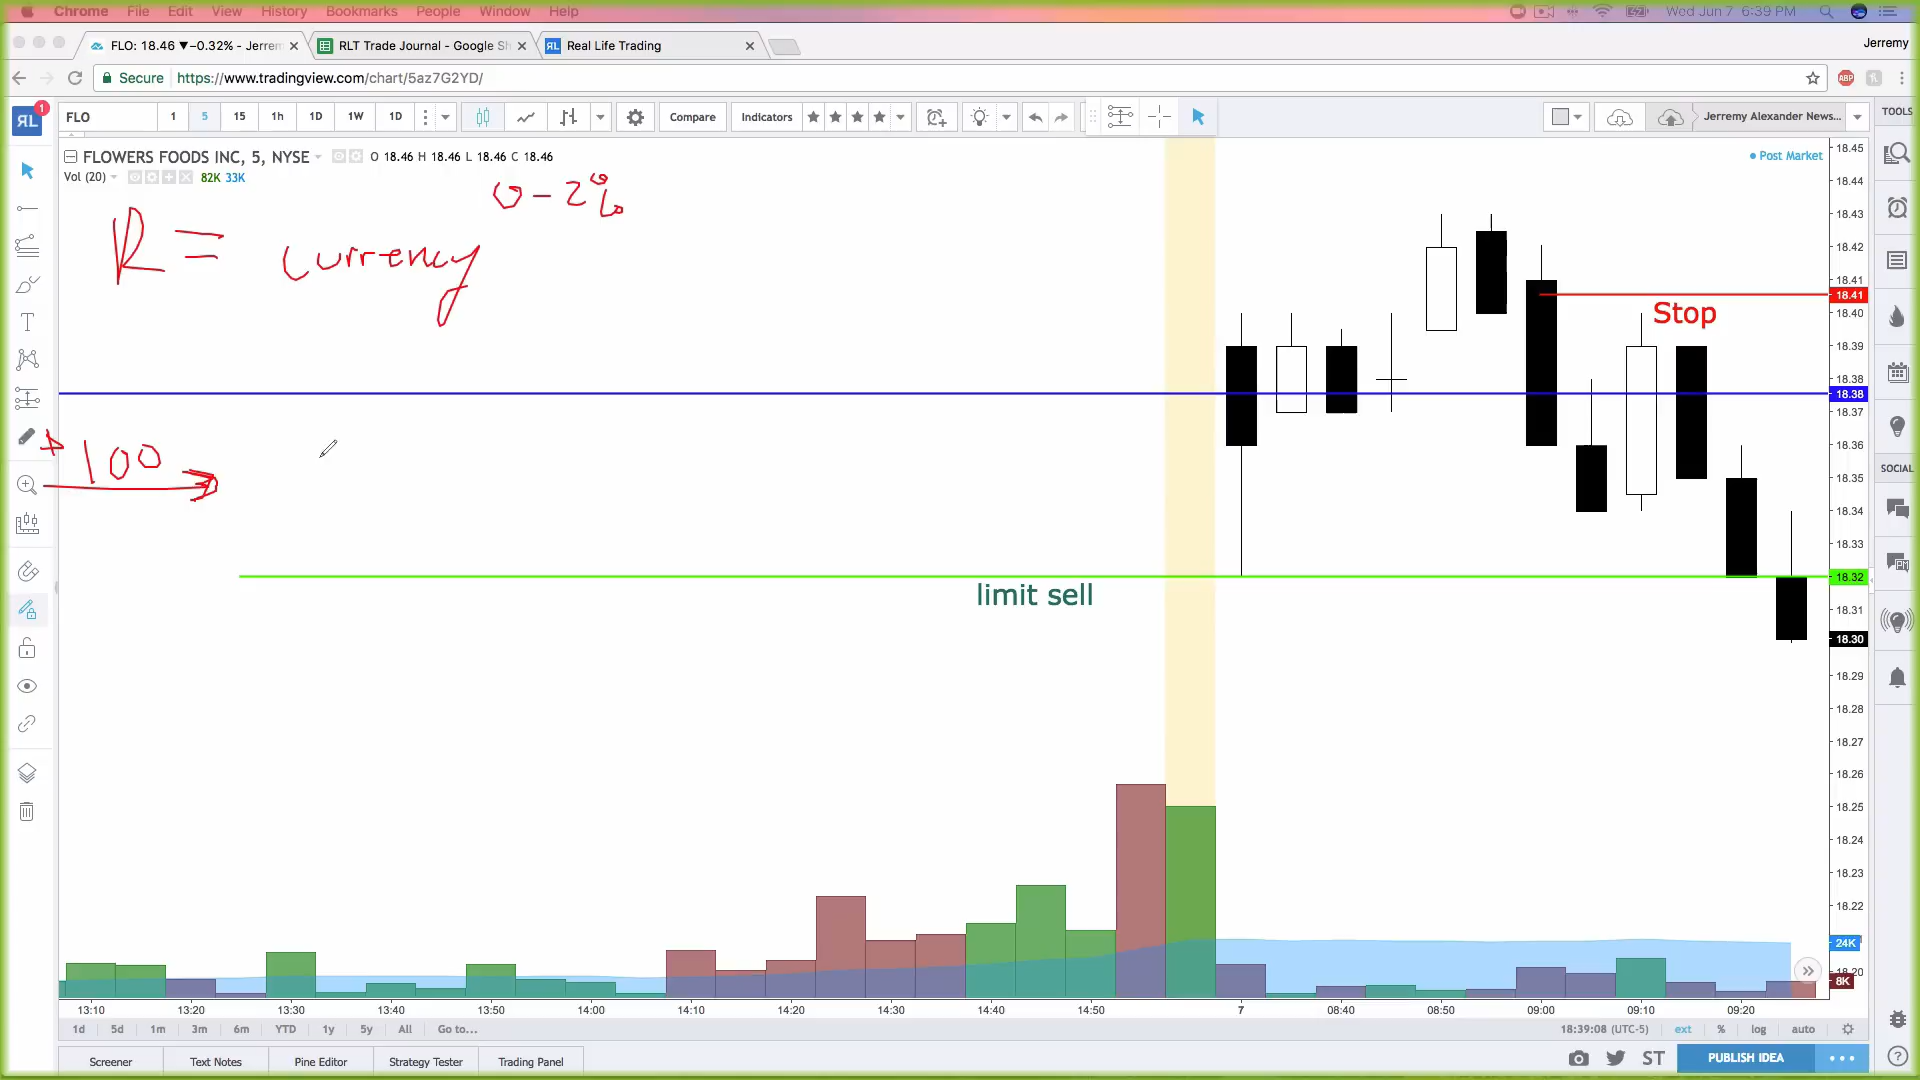 Chrome File Edit View History Bookmarks People Window Help Wed Jun 7 6:39 PM
FLO: 18.46 ▼−0.32% - Jerrem RLT Trade Journal - Google Sh Real Life Trading Jerremy
Secure https://www.tradingview.com/chart/5az7G2YD/ ABP
RL 1 FLO 1 5 15 1h 1D 1W 1D Compare Indicators Jerremy Alexander News... TOOLS
FLOWERS FOODS INC, 5, NYSE O 18.46 H 18.46 L 18.46 C 18.46 Post Market
Vol (20) 82K 33K
0-2%
R = currency
Stop
100
limit sell
18.45
18.44
18.43
18.42
18.41
18.41
18.40
18.39
18.38
18.38
18.37
18.36
18.35
18.34
18.33
18.32
18.31
18.30
18.29
18.28
18.27
18.26
18.25
18.24
18.23
18.22
24K
18.20
8K
SOCIAL
13:10 13:20 13:30 13:40 13:50 14:00 14:10 14:20 14:30 14:40 14:50 7 08:40 08:50 09:00 09:10 09:20
1d 5d 1m 3m 6m YTD 1y 5y All Go to... 18:39:08 (UTC-5) ext % log auto
Screener Text Notes Pine Editor Strategy Tester Trading Panel ST PUBLISH IDEA